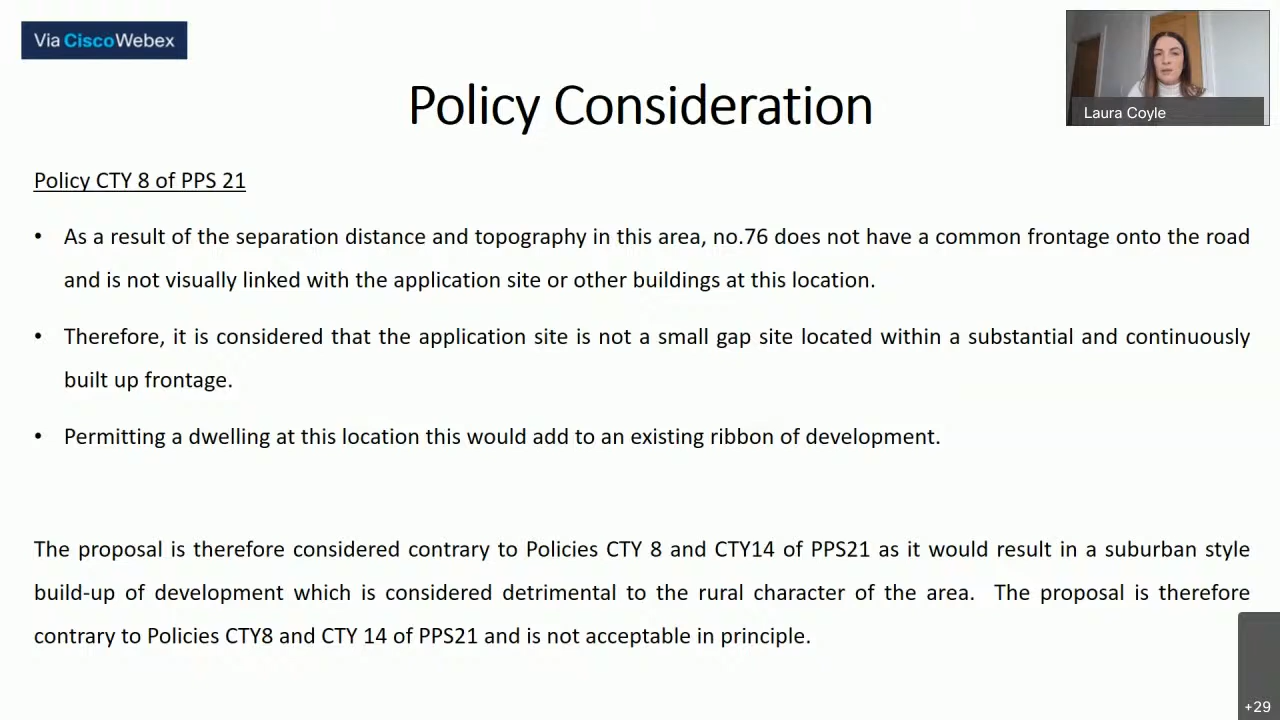 Via Cisco Webex
Laura Coyle
Policy Consideration
Policy CTY 8 of PPS 21
• As a result of the separation distance and topography in this area, no.76 does not have a common frontage onto the road
and is not visually linked with the application site or other buildings at this location.
• Therefore, it is considered that the application site is not a small gap site located within a substantial and continuously
built up frontage.
• Permitting a dwelling at this location this would add to an existing ribbon of development.
The proposal is therefore considered contrary to Policies CTY 8 and CTY14 of PPS21 as it would result in a suburban style
build-up of development which is considered detrimental to the rural character of the area. The proposal is therefore
contrary to Policies CTY8 and CTY 14 of PPS21 and is not acceptable in principle.
+29